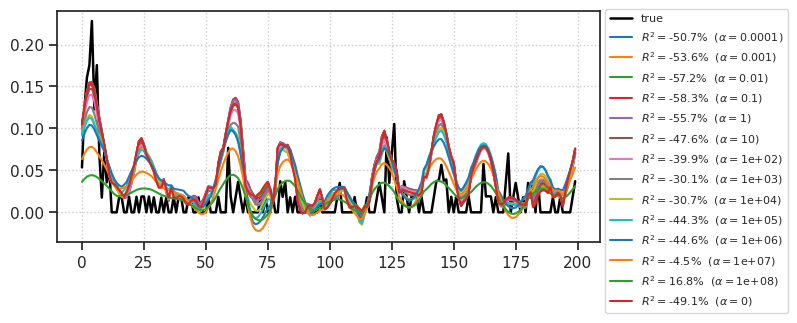 true
R² = -50.7% (α = 0.0001)
R² = -53.6% (α = 0.001)
R² = -57.2% (α = 0.01)
R² = -58.3% (α = 0.1)
R² = -55.7% (α = 1)
R² = -47.6% (α = 10)
R² = -39.9% (α = 1e+02)
R² = -30.1% (α = 1e+03)
R² = -30.7% (α = 1e+04)
R² = -44.3% (α = 1e+05)
R² = -44.6% (α = 1e+06)
R² = -4.5% (α = 1e+07)
R² = 16.8% (α = 1e+08)
R² = -49.1% (α = 0)
0.20
0.15
0.10
0.05
0.00
0 25 50 75 100 125 150 175 200